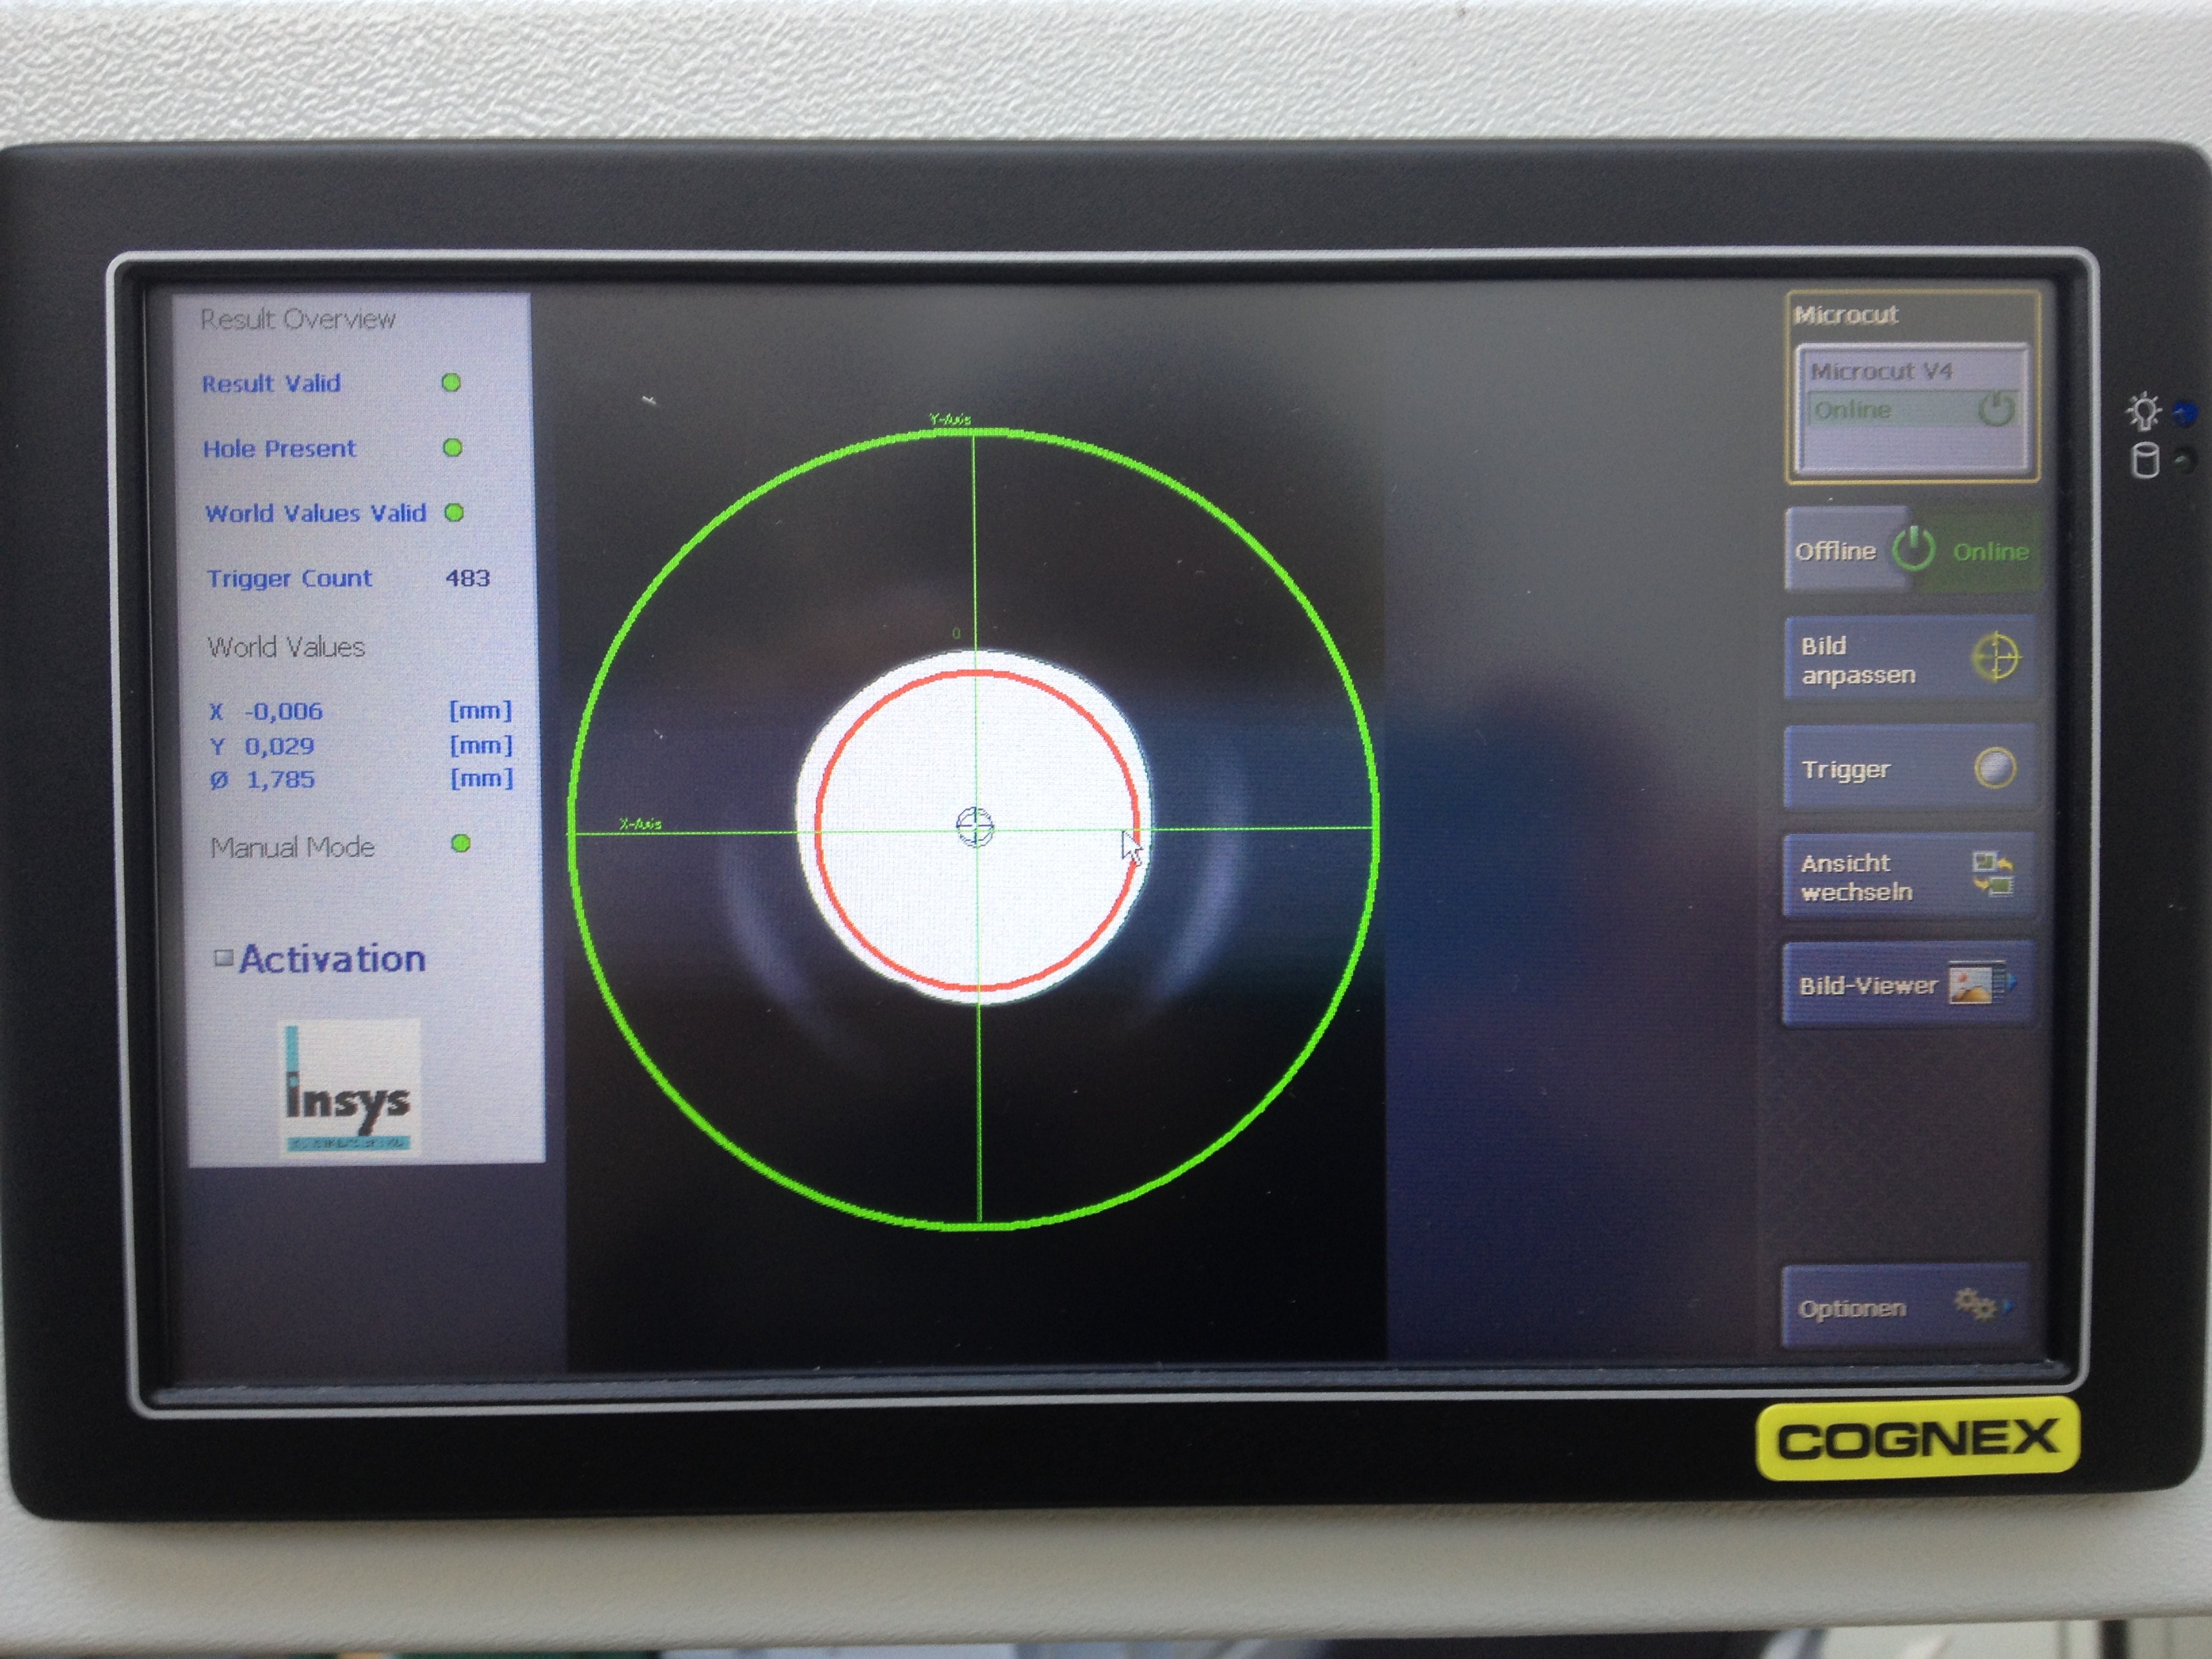 Result Overview
Result Valid
Hole Present
World Values Valid
Trigger Count 483
World Values
X -0,006 [mm]
Y 0,029 [mm]
Ø 1,785 [mm]
Manual Mode
Activation
insys
Y-Axis
0
X-Axis
Microcut
Microcut V4
Online
Offline Online
Bild
anpassen
Trigger
Ansicht
wechseln
Bild-Viewer
Optionen
COGNEX